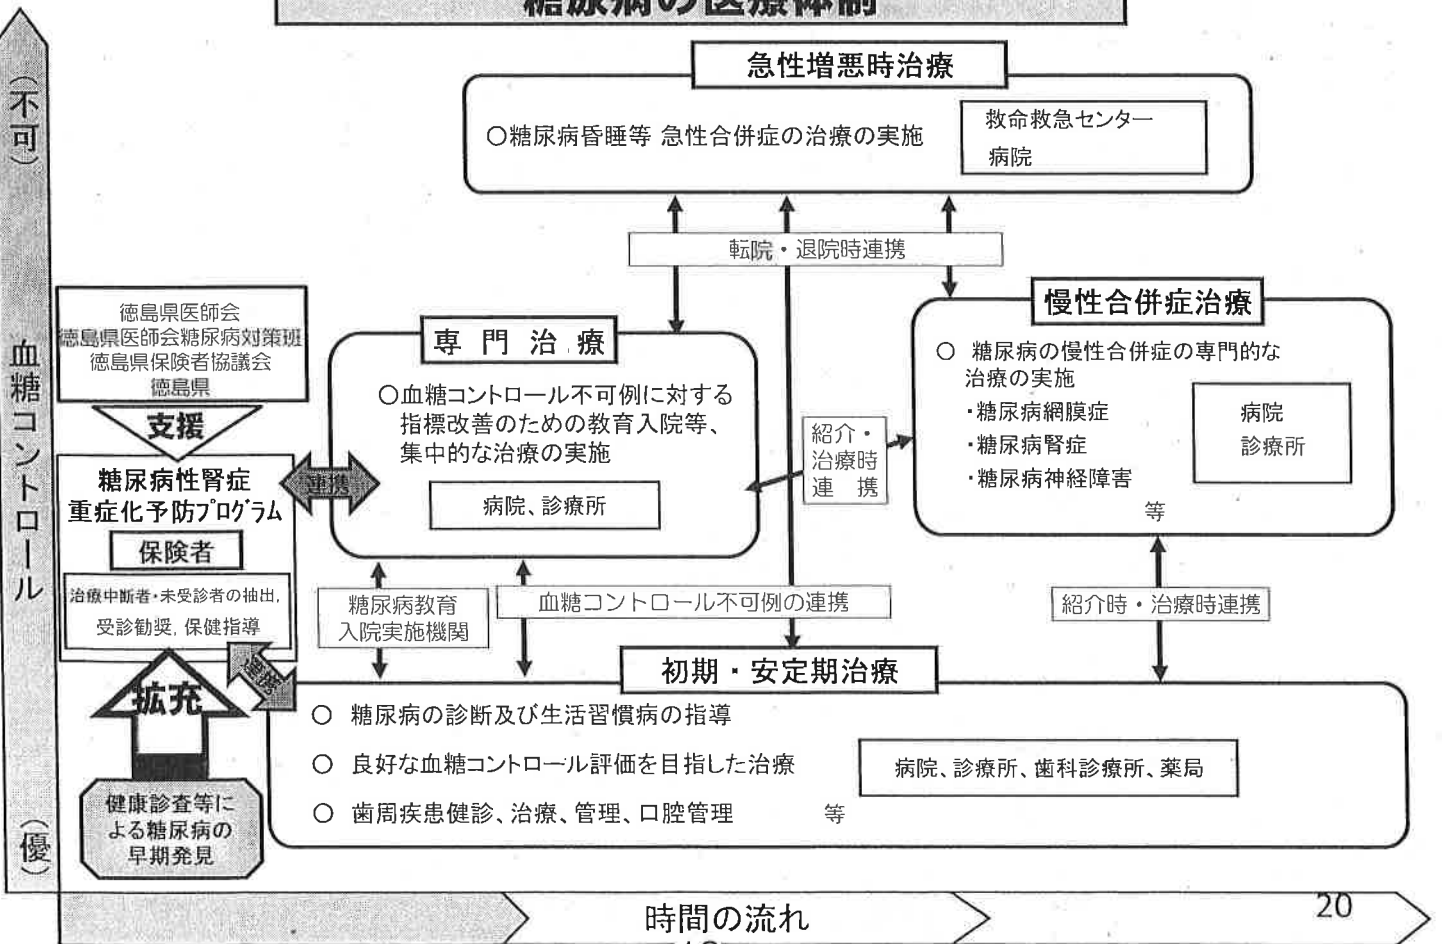 糖尿病の医療体制
急性増悪時治療
○糖尿病昏睡等 急性合併症の治療の実施
救命救急センター
病院
転院・退院時連携
(不可)
血糖コントロール
(優)
徳島県医師会
徳島県医師会糖尿病対策班
徳島県保険者協議会
徳島県
支援
糖尿病性腎症
重症化予防プログラム
保険者
治療中断者・未受診者の抽出,
受診勧奨, 保健指導
連携
専門治療
○血糖コントロール不可例に対する
指標改善のための教育入院等、
集中的な治療の実施
病院、診療所
紹介・
治療時
連携
慢性合併症治療
○ 糖尿病の慢性合併症の専門的な
治療の実施
・糖尿病網膜症
・糖尿病腎症
・糖尿病神経障害
等
病院
診療所
糖尿病教育
入院実施機関
血糖コントロール不可例の連携
紹介時・治療時連携
連携
拡充
健康診査等に
よる糖尿病の
早期発見
初期・安定期治療
○ 糖尿病の診断及び生活習慣病の指導
○ 良好な血糖コントロール評価を目指した治療
○ 歯周疾患健診、治療、管理、口腔管理 等
病院、診療所、歯科診療所、薬局
時間の流れ
20